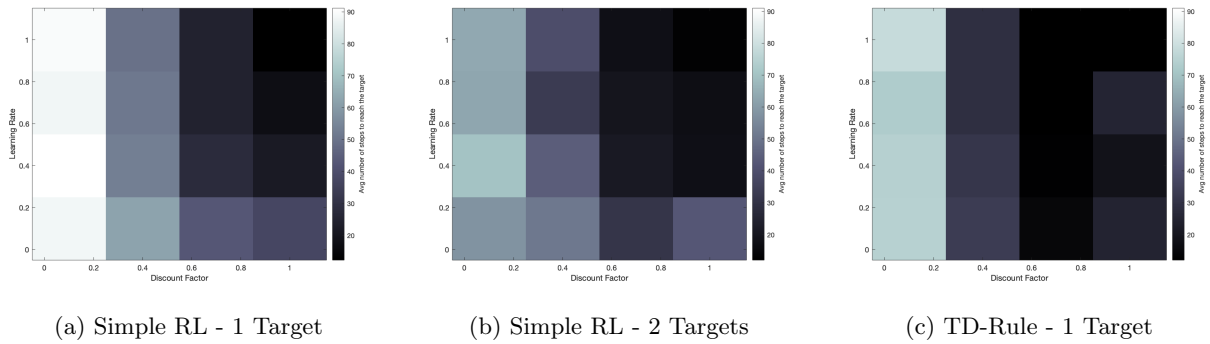 90
80
70
60
50
40
30
20
Avg number of steps to reach the target
1
0.8
0.6
0.4
0.2
0
Learning Rate
0 0.2 0.4 0.6 0.8 1
Discount Factor
(a) Simple RL - 1 Target
90
80
70
60
50
40
30
20
Avg number of steps to reach the target
1
0.8
0.6
0.4
0.2
0
Learning Rate
0 0.2 0.4 0.6 0.8 1
Discount Factor
(b) Simple RL - 2 Targets
90
80
70
60
50
40
30
20
Avg number of steps to reach the target
1
0.8
0.6
0.4
0.2
0
Learning Rate
0 0.2 0.4 0.6 0.8 1
Discount Factor
(c) TD-Rule - 1 Target